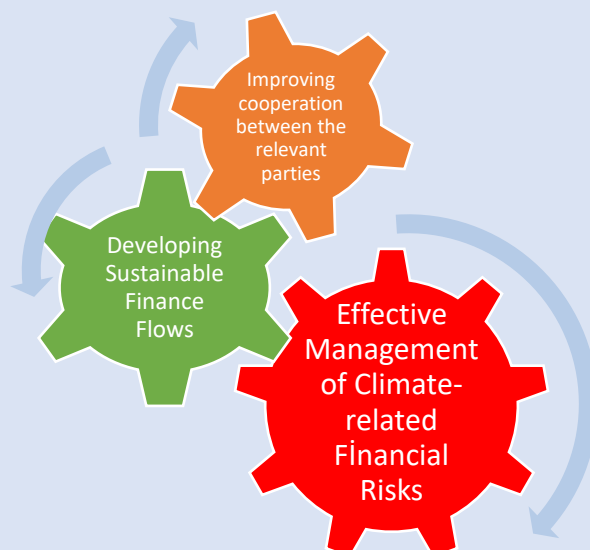 Improving
cooperation
between the
relevant
parties
Developing
Sustainable
Finance
Flows
Effective
Management
of Climate-
related
Fİnancial
Risks